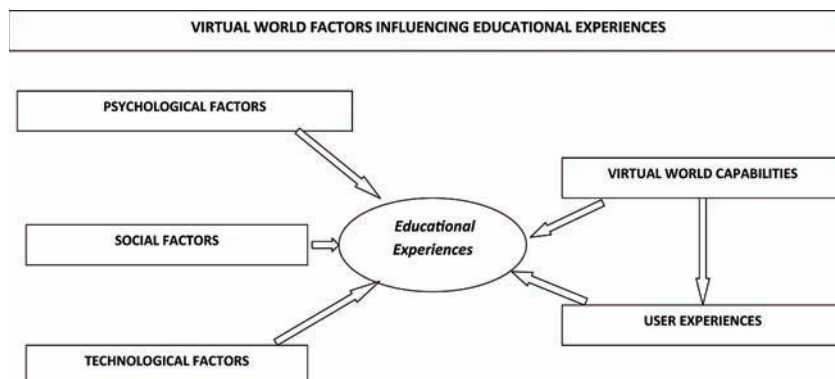 VIRTUAL WORLD FACTORS INFLUENCING EDUCATIONAL EXPERIENCES
PSYCHOLOGICAL FACTORS
VIRTUAL WORLD CAPABILITIES
Educational
Experiences
SOCIAL FACTORS
USER EXPERIENCES
TECHNOLOGICAL FACTORS